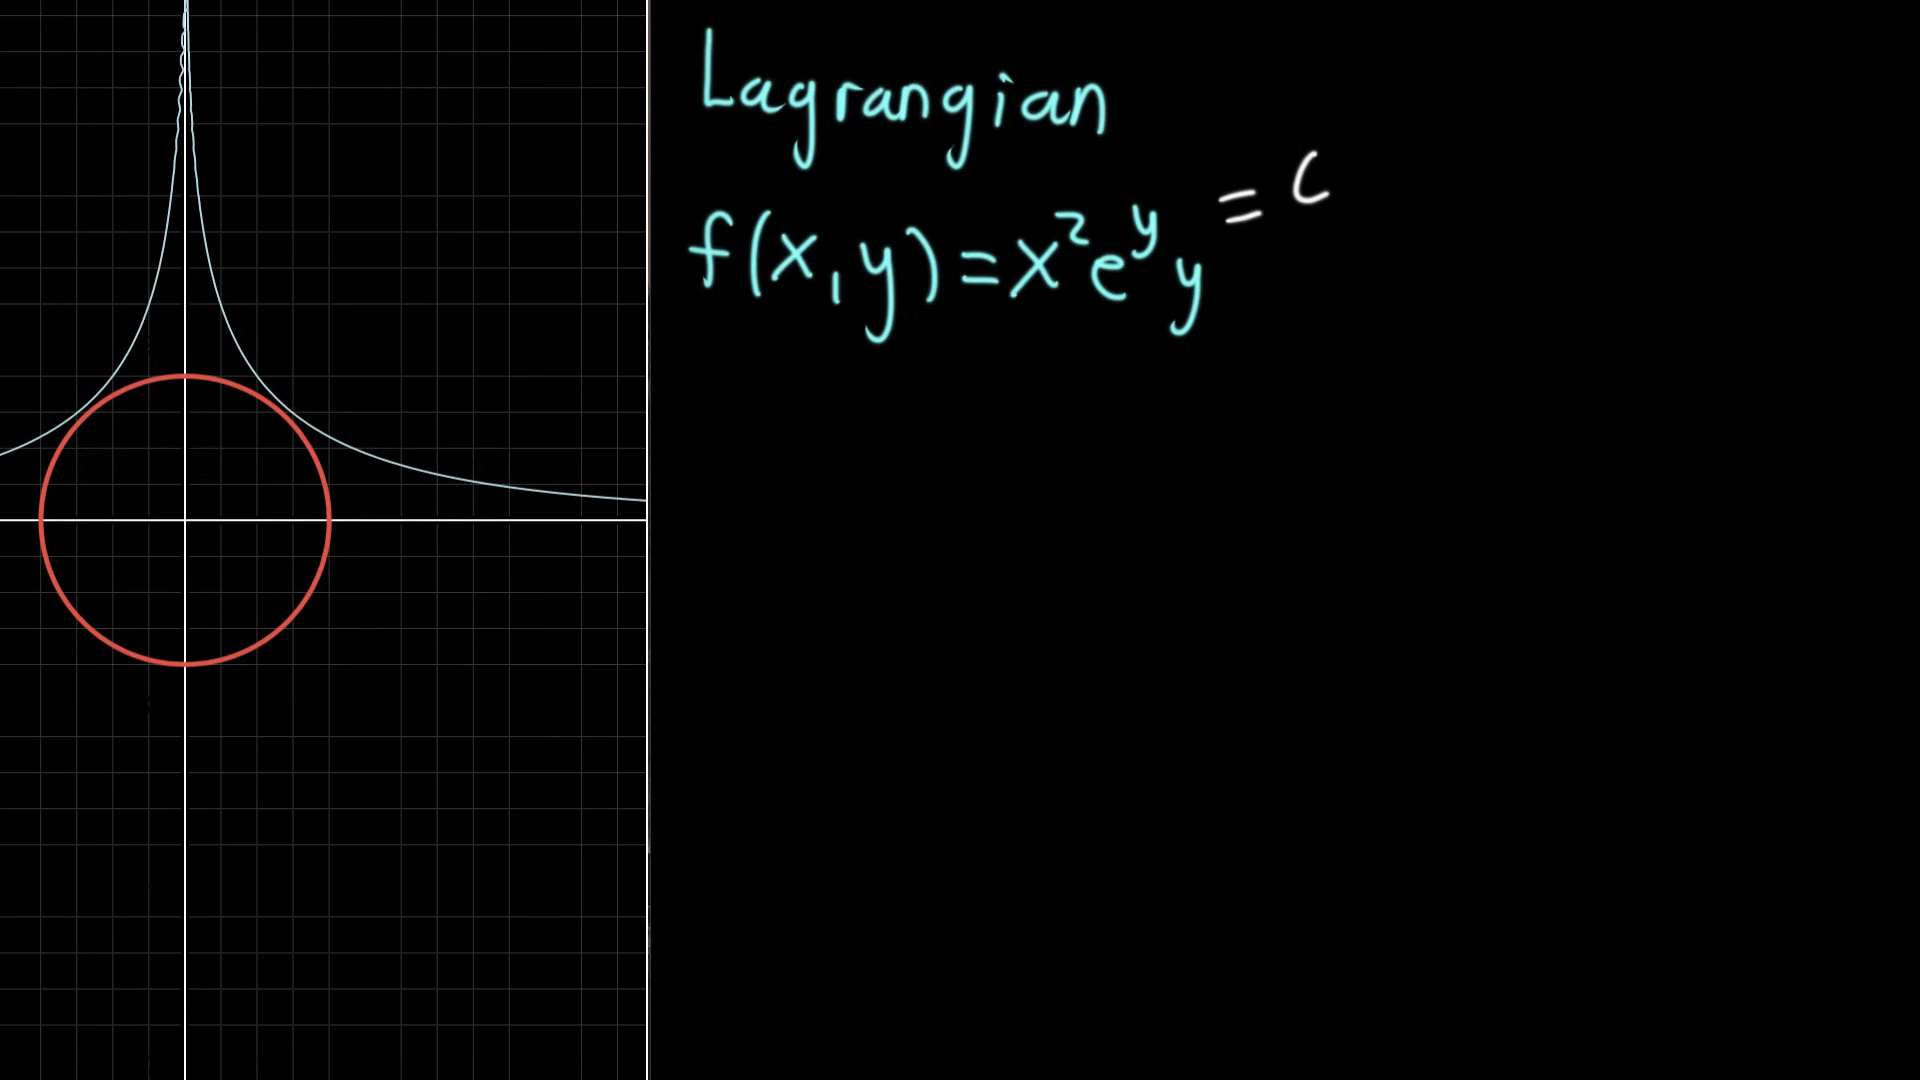 Lagrangian
f(x,y)=x²eʸy = c